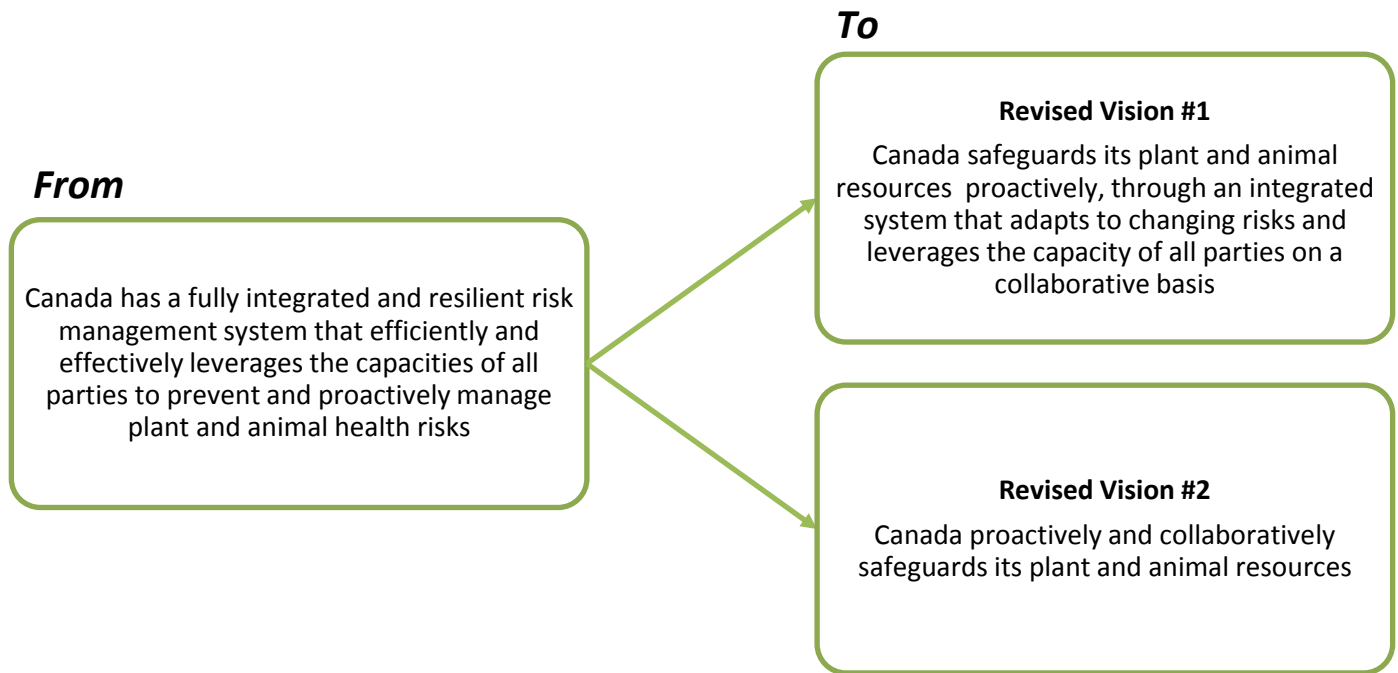 From
Canada has a fully integrated and resilient risk
management system that efficiently and
effectively leverages the capacities of all
parties to prevent and proactively manage
plant and animal health risks
To
Revised Vision #1
Canada safeguards its plant and animal
resources  proactively, through an integrated
system that adapts to changing risks and
leverages the capacity of all parties on a
collaborative basis
Revised Vision #2
Canada proactively and collaboratively
safeguards its plant and animal resources